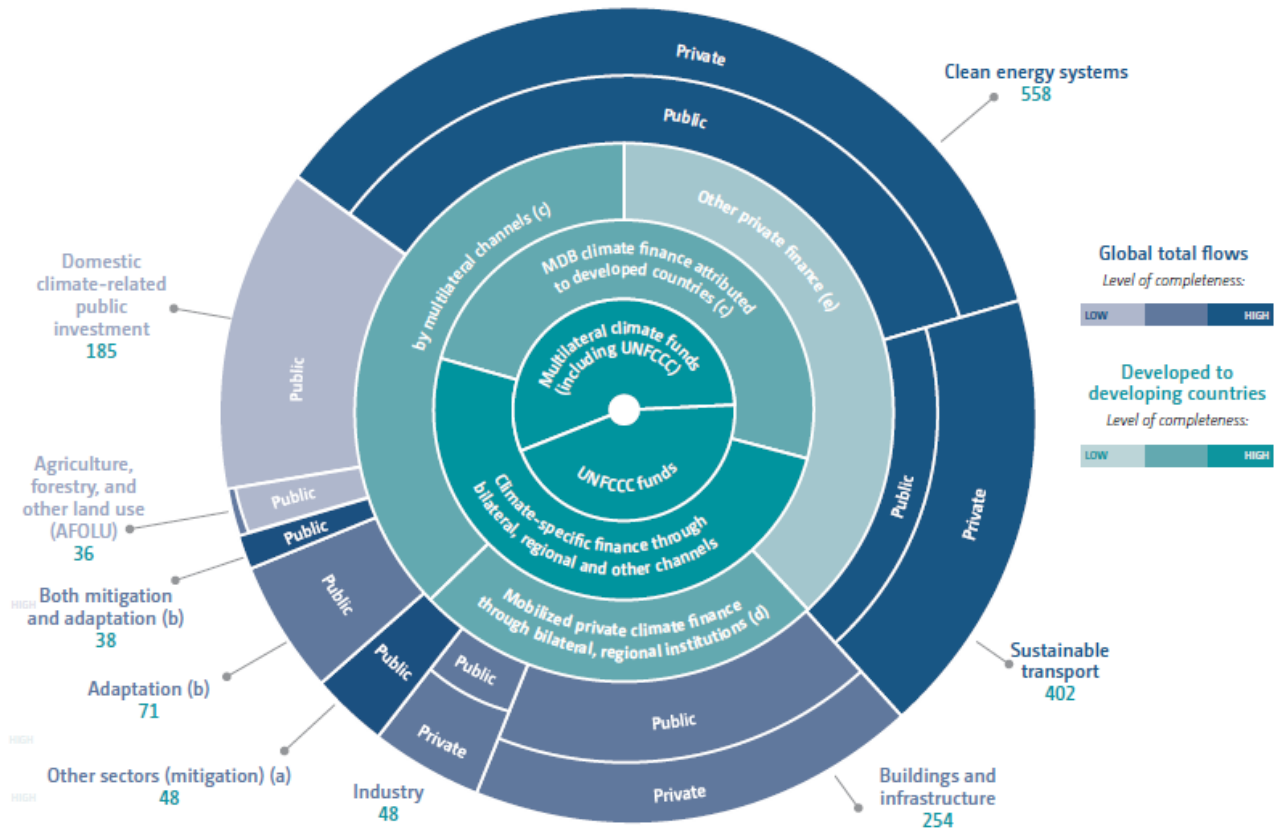 Private
Public
Clean energy systems
558
Other private finance (e)
by multilateral channels (c)
MDB climate finance attributed
to developed countries (c)
Multilateral climate funds
(including UNFCCC)
UNFCCC funds
Climate-specific finance through
bilateral, regional and other channels
Mobilized private climate finance
through bilateral, regional institutions (d)
Global total flows
Level of completeness:
LOW
HIGH
Developed to
developing countries
Level of completeness:
LOW
HIGH
Domestic
climate-related
public
investment
185
Public
Agriculture,
forestry, and
other land use
(AFOLU)
36
Public
Both mitigation
and adaptation (b)
38
Public
HIGH
Adaptation (b)
71
Public
HIGH
Other sectors (mitigation) (a)
48
Public
HIGH
Industry
48
Public
Private
Buildings and
infrastructure
254
Public
Private
Sustainable
transport
402
Public
Private